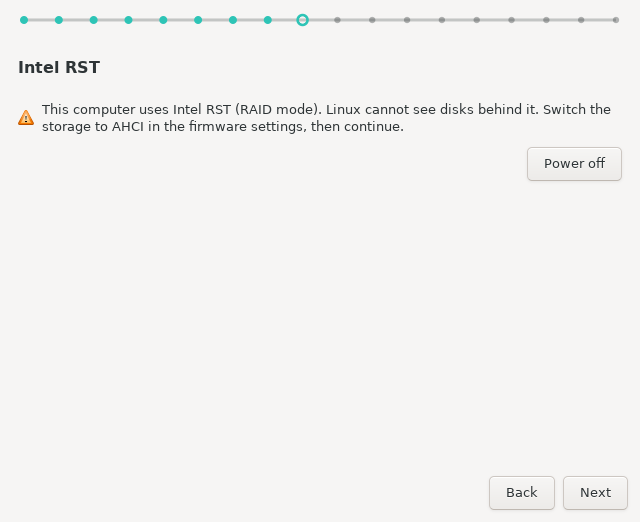 Intel RST
This computer uses Intel RST (RAID mode). Linux cannot see disks behind it. Switch the
storage to AHCI in the firmware settings, then continue.
Power off
Back
Next